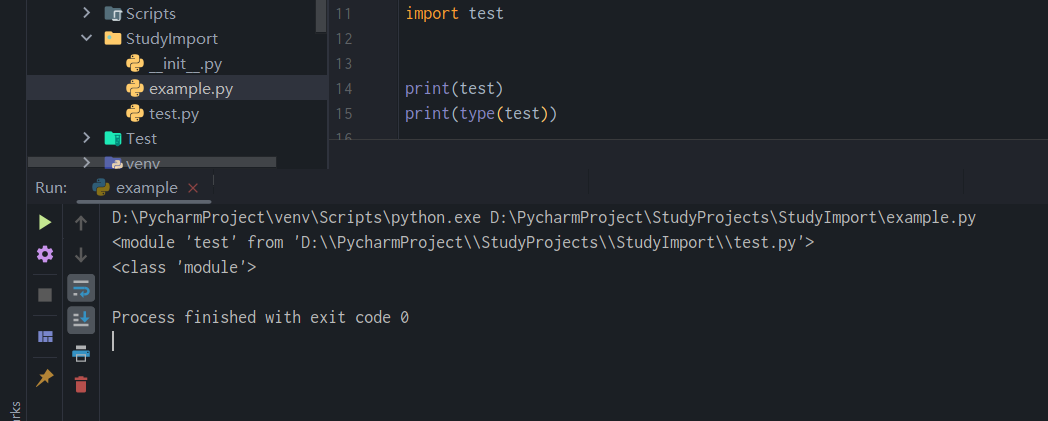 Scripts
StudyImport
__init__.py
example.py
test.py
Test
venv
11 import test
12
13
14 print(test)
15 print(type(test))
16
Run: example
D:\PycharmProject\venv\Scripts\python.exe D:\PycharmProject\StudyProjects\StudyImport\example.py
<module 'test' from 'D:\\PycharmProject\\StudyProjects\\StudyImport\\test.py'>
<class 'module'>
Process finished with exit code 0
rks